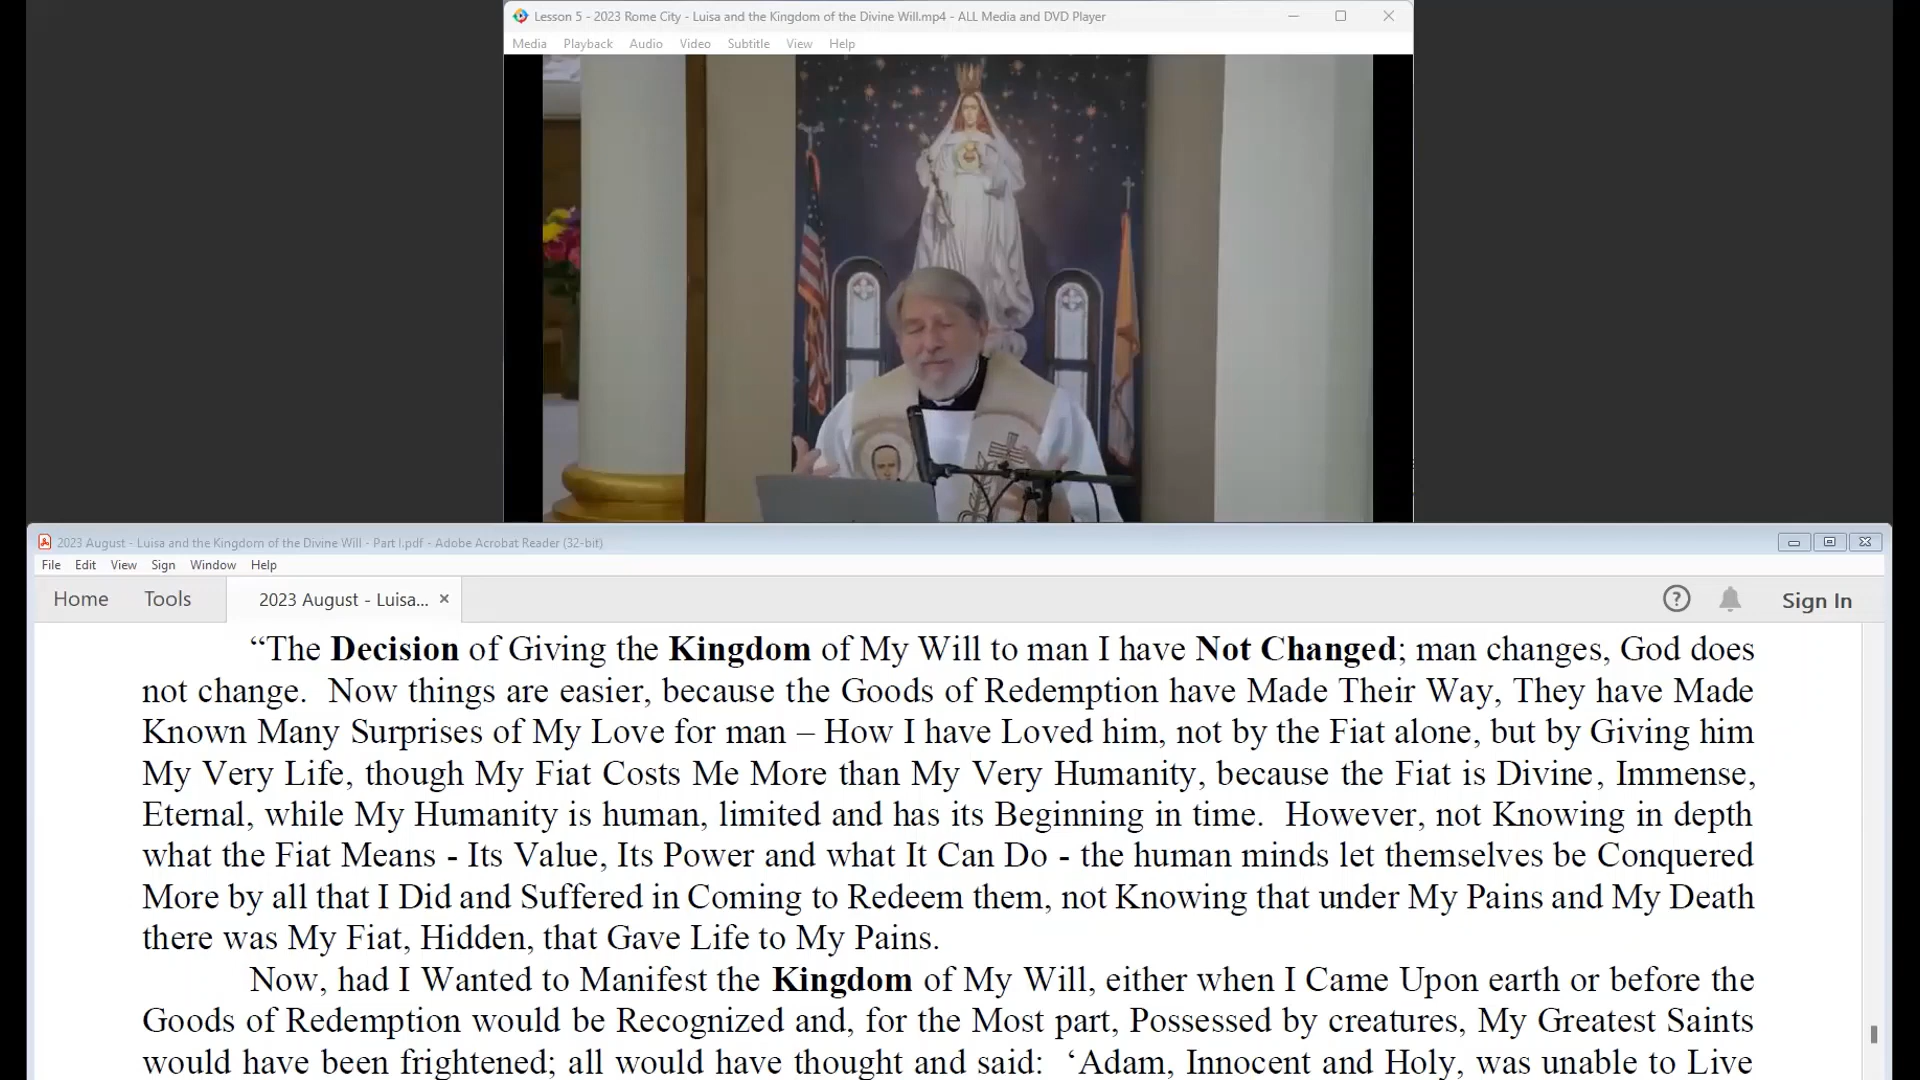 Lesson 5 - 2023 Rome City - Luisa and the Kingdom of the Divine Will.mp4 - ALL Media and DVD Player
Media Playback Audio Video Subtitle View Help
2023 August - Luisa and the Kingdom of the Divine Will - Part I.pdf - Adobe Acrobat Reader (32-bit)
File Edit View Sign Window Help
Home Tools 2023 August - Luisa... × ? Sign In
“The Decision of Giving the Kingdom of My Will to man I have Not Changed; man changes, God does
not change. Now things are easier, because the Goods of Redemption have Made Their Way, They have Made
Known Many Surprises of My Love for man – How I have Loved him, not by the Fiat alone, but by Giving him
My Very Life, though My Fiat Costs Me More than My Very Humanity, because the Fiat is Divine, Immense,
Eternal, while My Humanity is human, limited and has its Beginning in time. However, not Knowing in depth
what the Fiat Means - Its Value, Its Power and what It Can Do - the human minds let themselves be Conquered
More by all that I Did and Suffered in Coming to Redeem them, not Knowing that under My Pains and My Death
there was My Fiat, Hidden, that Gave Life to My Pains.
Now, had I Wanted to Manifest the Kingdom of My Will, either when I Came Upon earth or before the
Goods of Redemption would be Recognized and, for the Most part, Possessed by creatures, My Greatest Saints
would have been frightened; all would have thought and said: ‘Adam, Innocent and Holy, was unable to Live